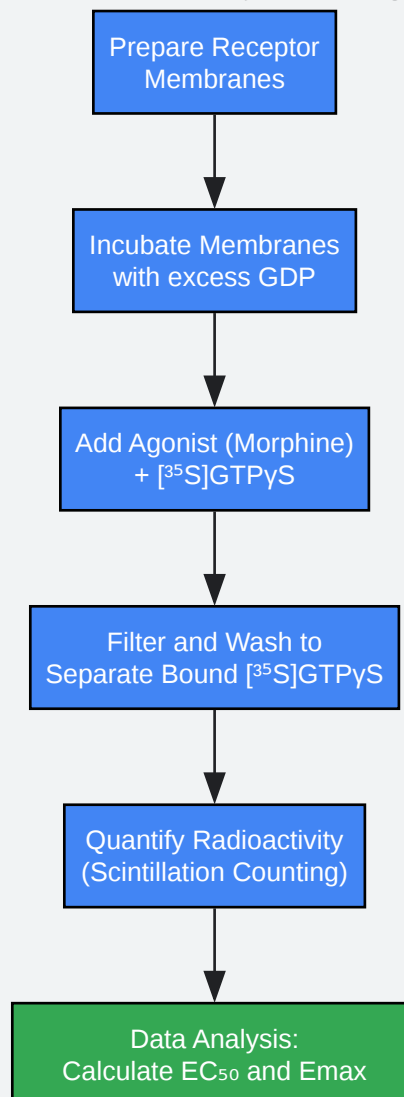 Prepare Receptor
Membranes
Incubate Membranes
with excess GDP
Add Agonist (Morphine)
+ [³⁵S]GTPγS
Filter and Wash to
Separate Bound [³⁵S]GTPγS
Quantify Radioactivity
(Scintillation Counting)
Data Analysis:
Calculate EC₅₀ and Emax